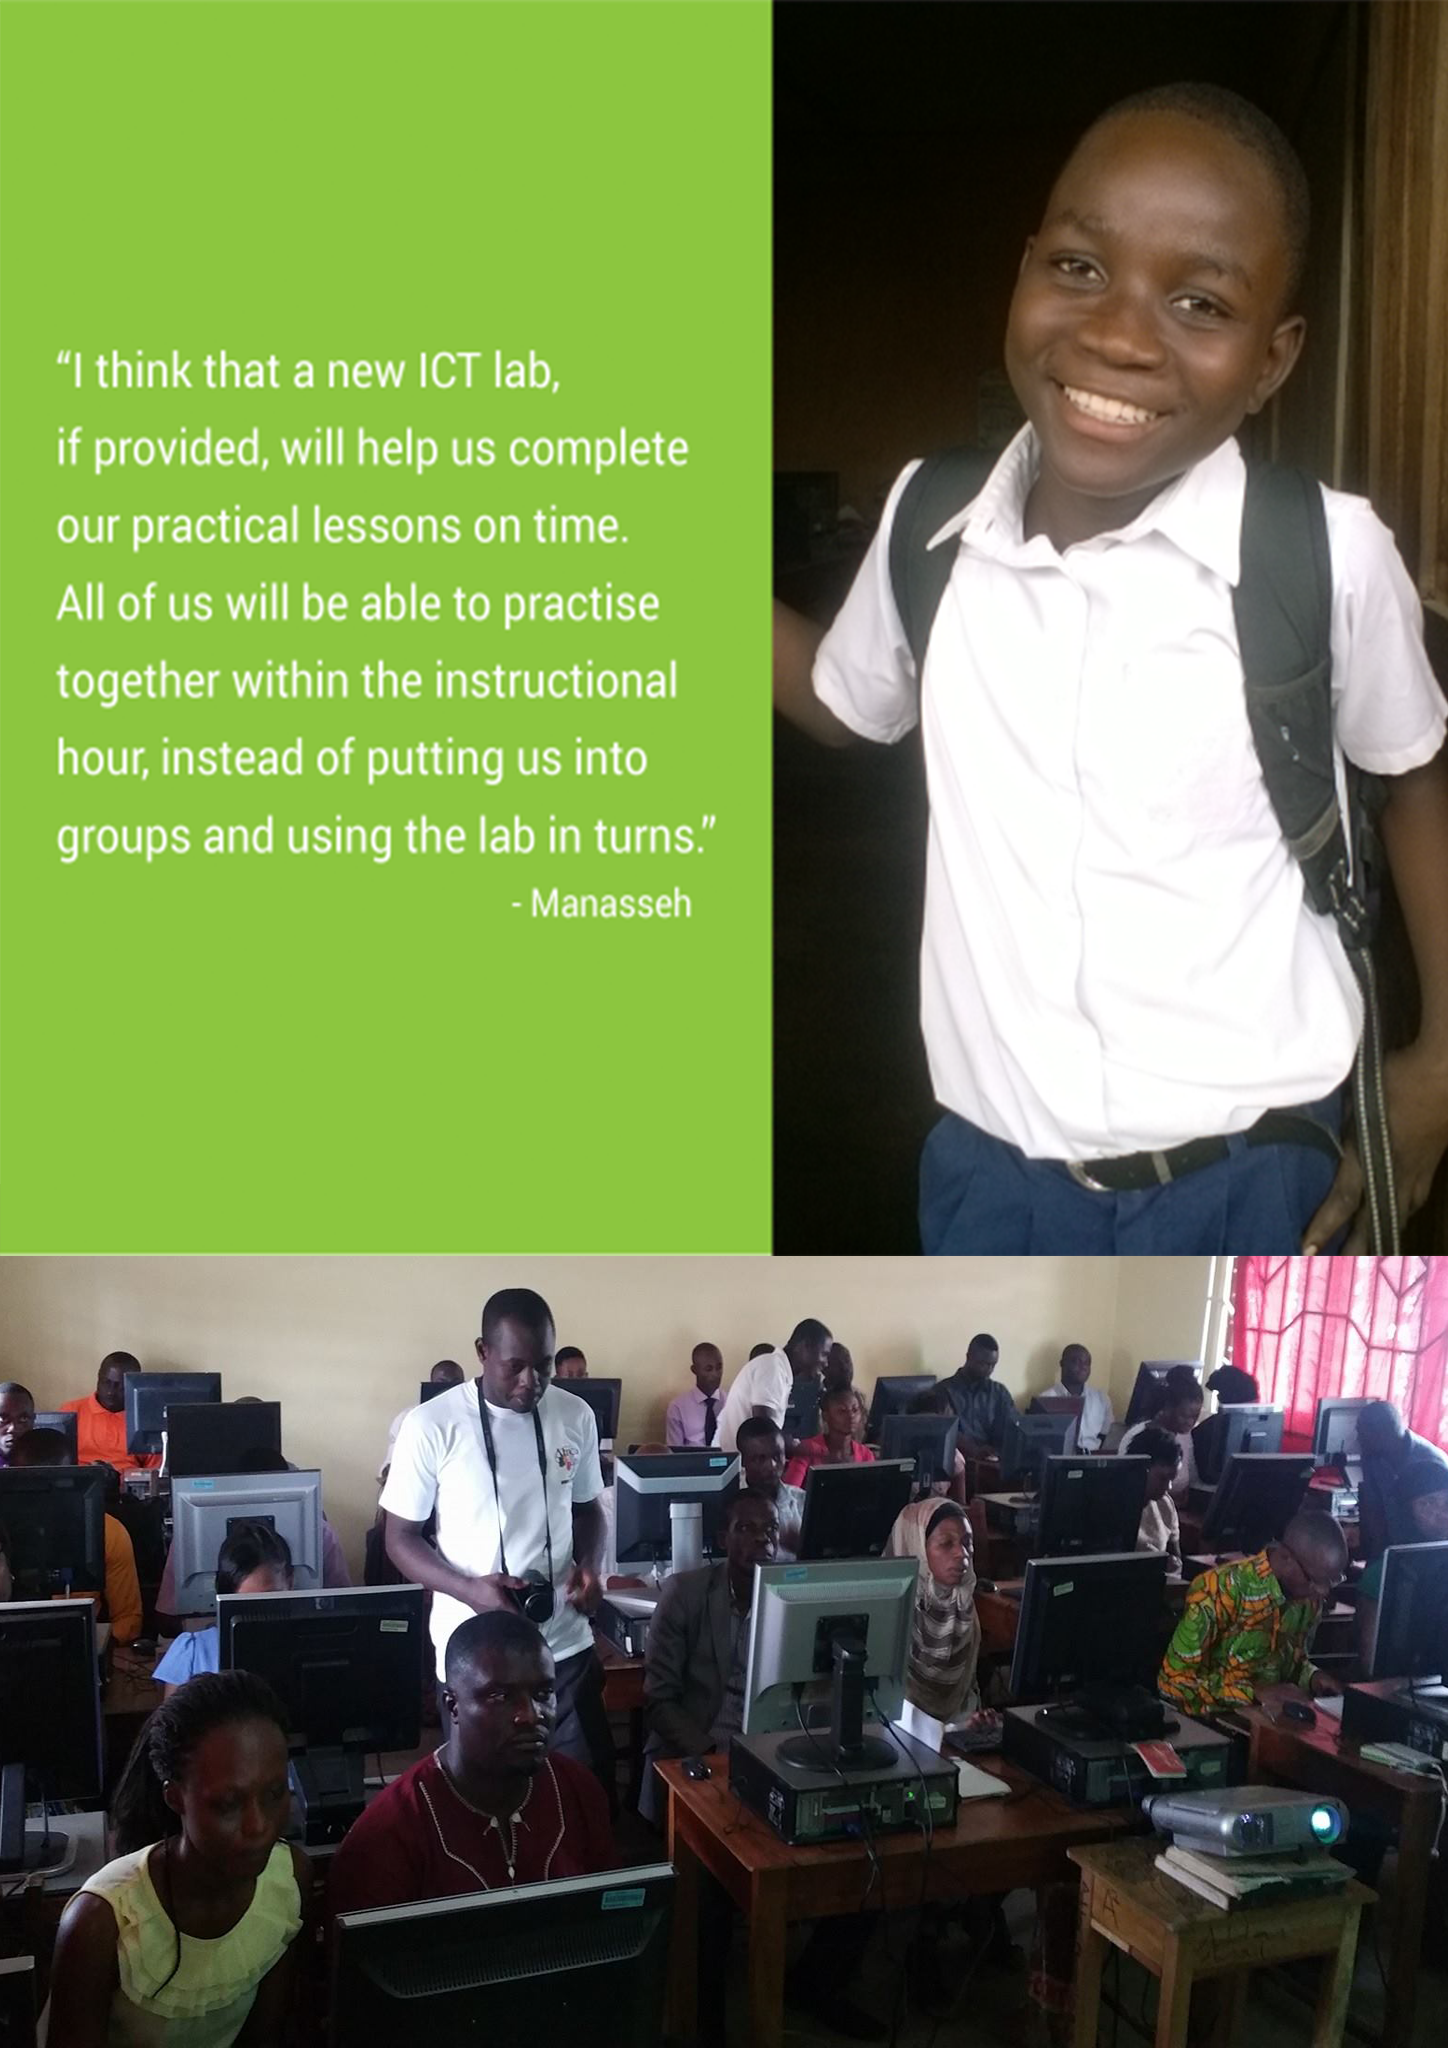 “I think that a new ICT lab,
if provided, will help us complete
our practical lessons on time.
All of us will be able to practise
together within the instructional
hour, instead of putting us into
groups and using the lab in turns.”
- Manasseh
Africa